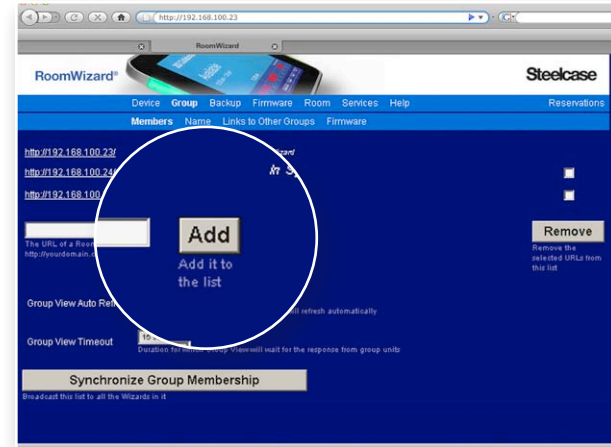 http://192.168.100.23
RoomWizard
RoomWizard®
Steelcase
Device Group Backup Firmware Room Services Help Reservations
Members Name Links to Other Groups Firmware
http://192.168.100.23/
http://192.168.100.24/ In
http://192.168.100
Add
Add it to
the list
Remove
Remove the
selected URLs from
this list
The URL of a Room
http://yourdomain.
Group View Auto Ref
will refresh automatically
Group View Timeout
Duration for which Group View will wait for the response from group units
Synchronize Group Membership
Broadcast this list to all the Wizards in it